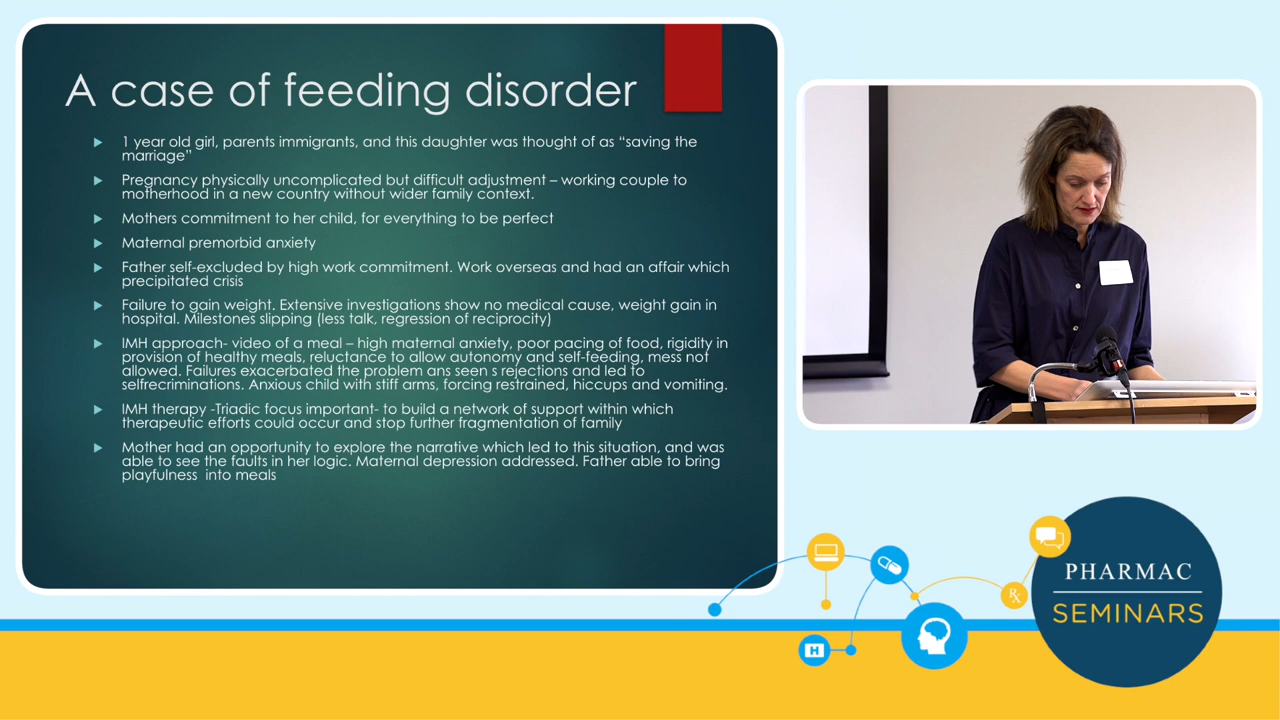 A case of feeding disorder
1 year old girl, parents immigrants, and this daughter was thought of as “saving the
marriage”
Pregnancy physically uncomplicated but difficult adjustment – working couple to
motherhood in a new country without wider family context.
Mothers commitment to her child, for everything to be perfect
Maternal premorbid anxiety
Father self-excluded by high work commitment. Work overseas and had an affair which
precipitated crisis
Failure to gain weight. Extensive investigations show no medical cause, weight gain in
hospital. Milestones slipping (less talk, regression of reciprocity)
IMH approach- video of a meal – high maternal anxiety, poor pacing of food, rigidity in
provision of healthy meals, reluctance to allow autonomy and self-feeding, mess not
allowed. Failures exacerbated the problem ans seen s rejections and led to
selfrecriminations. Anxious child with stiff arms, forcing restrained, hiccups and vomiting.
IMH therapy -Triadic focus important- to build a network of support within which
therapeutic efforts could occur and stop further fragmentation of family
Mother had an opportunity to explore the narrative which led to this situation, and was
able to see the faults in her logic. Maternal depression addressed. Father able to bring
playfulness  into meals
Rx
H
PHARMAC
SEMINARS